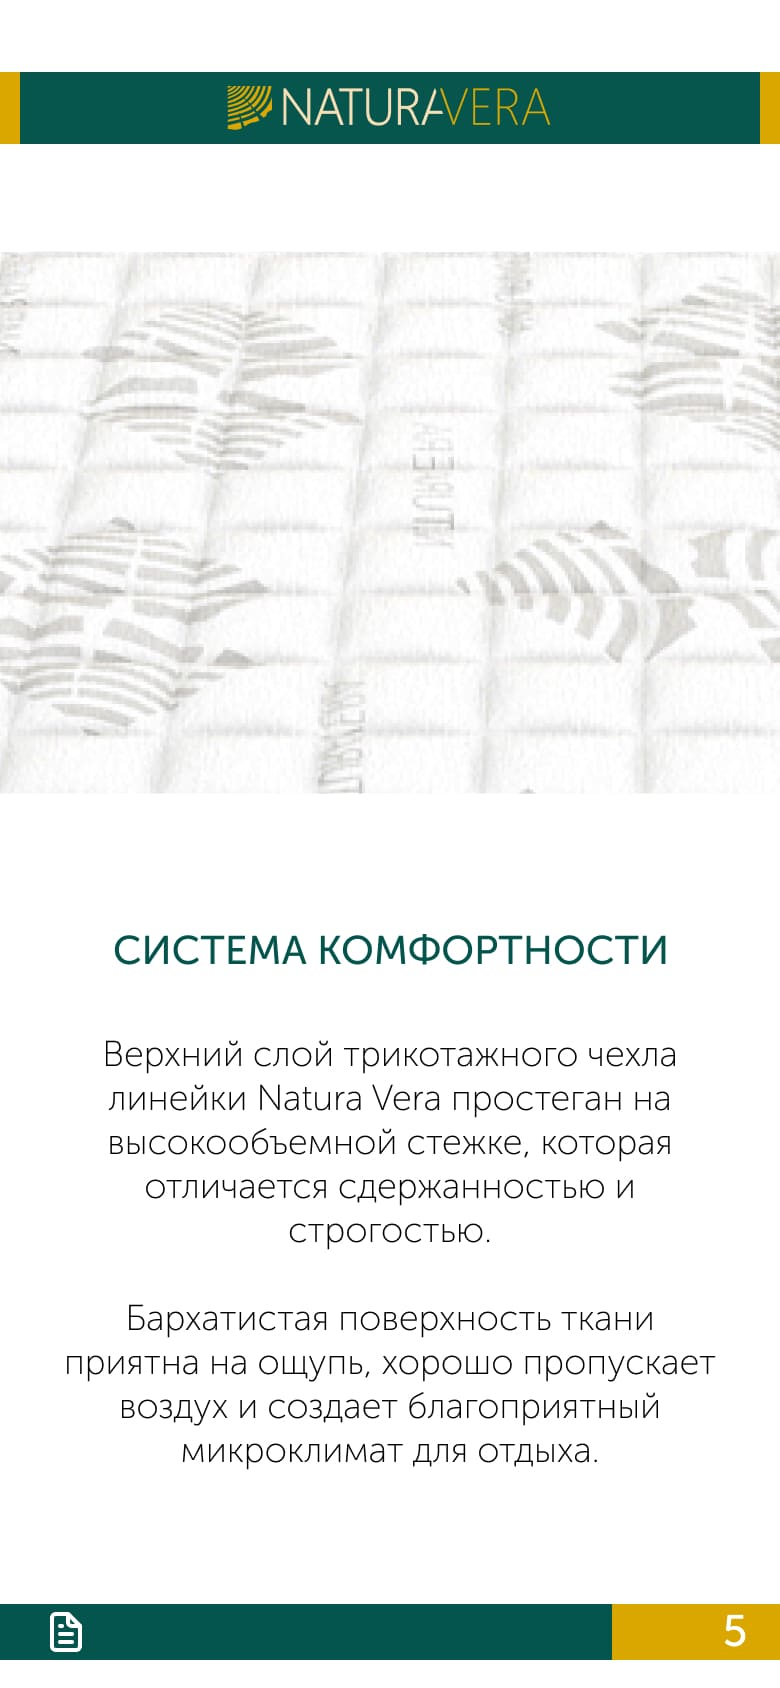 NATURAVERA
СИСТЕМА КОМФОРТНОСТИ
Верхний слой трикотажного чехла
линейки Natura Vera простеган на
высокообъемной стежке, которая
отличается сдержанностью и
строгостью.
Бархатистая поверхность ткани
приятна на ощупь, хорошо пропускает
воздух и создает благоприятный
микроклимат для отдыха.
5